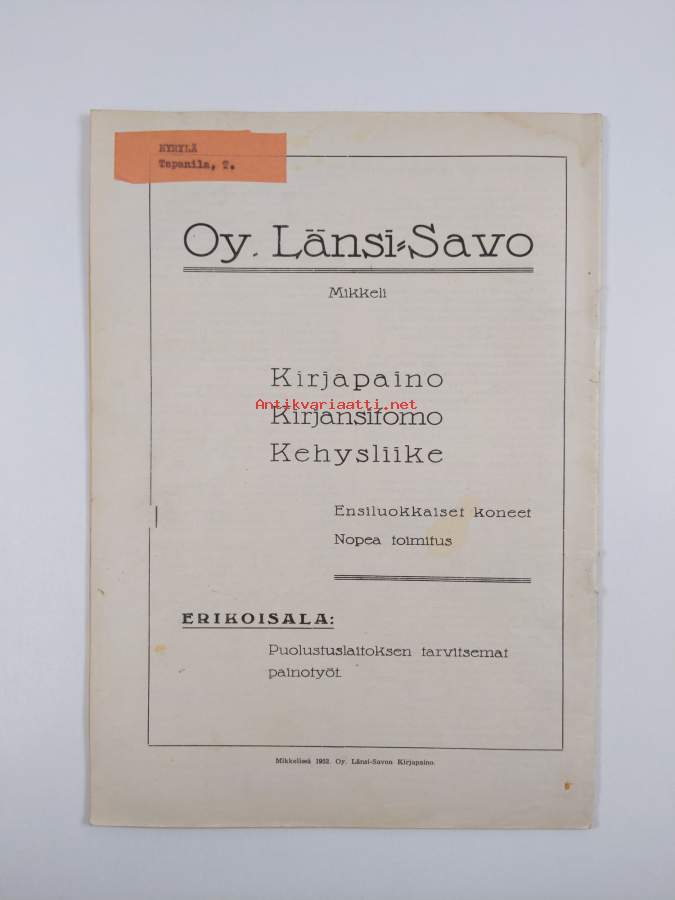 HYRYLÄ
Tapanila, T.
Oy. Länsi-Savo
Mikkeli
Kirjapaino
Antikvariaatti.net
Kirjansitomo
Kehysliike
Ensiluokkaiset koneet
Nopea toimitus
ERIKOISALA:
Puolustuslaitoksen tarvitsemat
painotyöt.
Mikkelissä 1952. Oy. Länsi-Savon Kirjapaino.